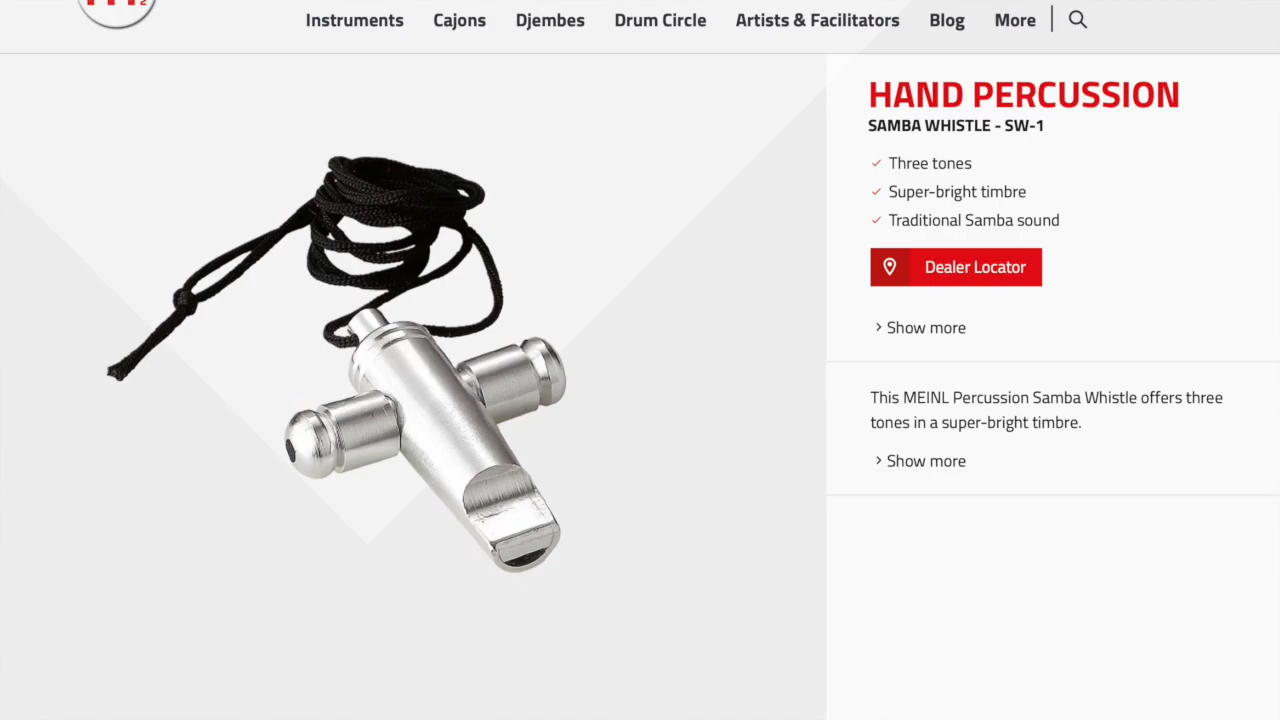 Instruments Cajons Djembes Drum Circle Artists & Facilitators Blog More
HAND PERCUSSION
SAMBA WHISTLE - SW-1
Three tones
Super-bright timbre
Traditional Samba sound
Dealer Locator
Show more
This MEINL Percussion Samba Whistle offers three
tones in a super-bright timbre.
Show more